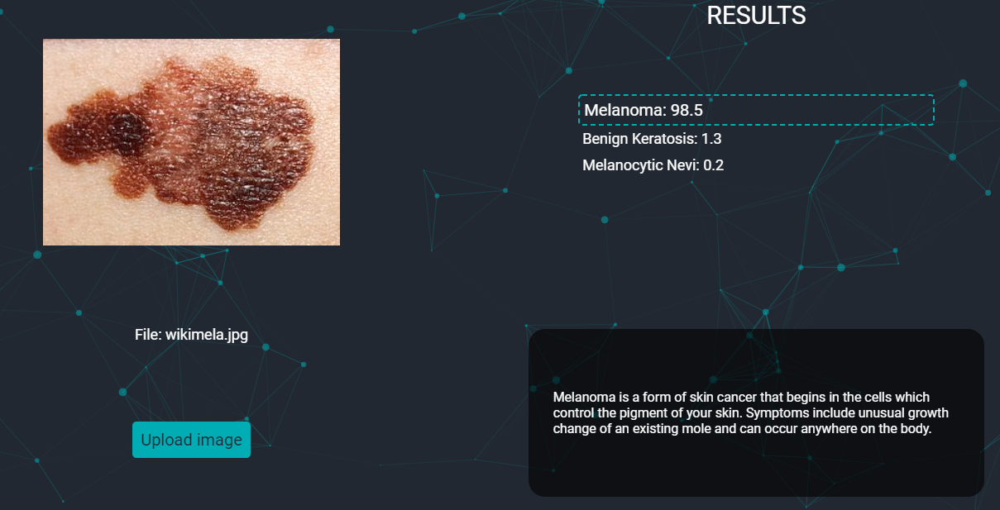 RESULTS
Melanoma: 98.5
Benign Keratosis: 1.3
Melanocytic Nevi: 0.2
File: wikimela.jpg
Upload image
Melanoma is a form of skin cancer that begins in the cells which
control the pigment of your skin. Symptoms include unusual growth
change of an existing mole and can occur anywhere on the body.